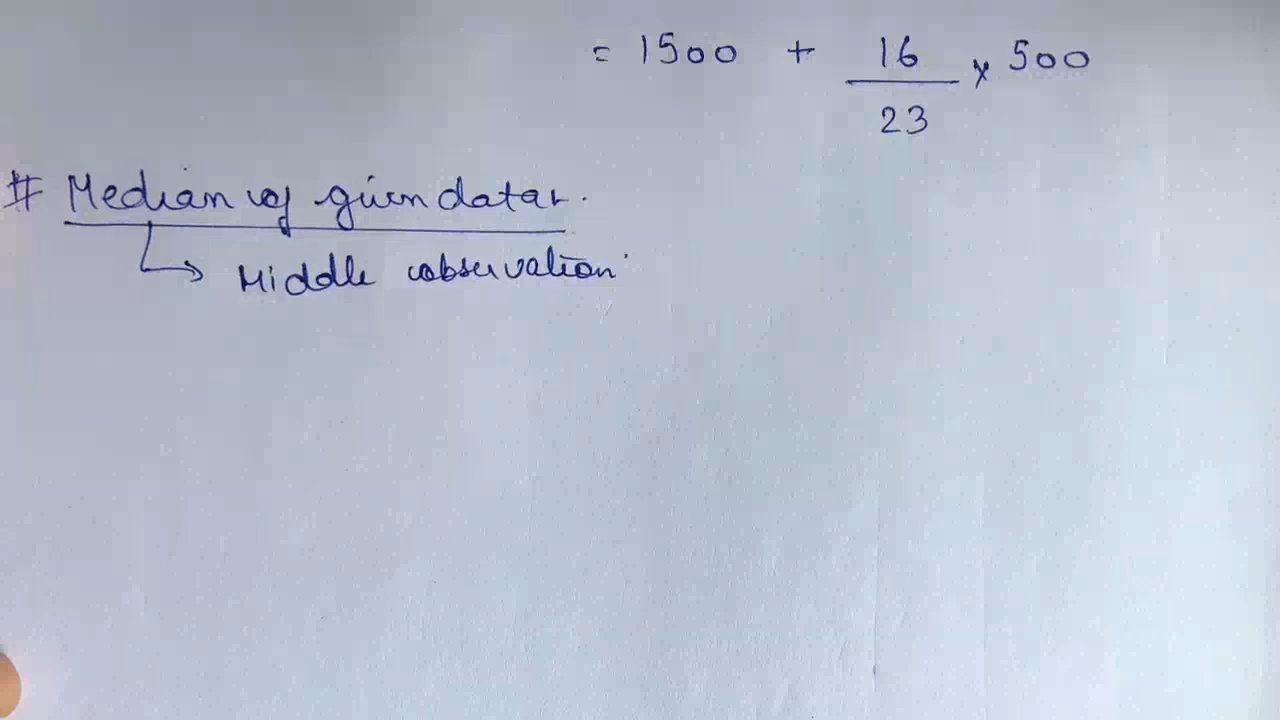 = 1500 + 16/23 × 500
# Median of given data.
↳ Middle observation